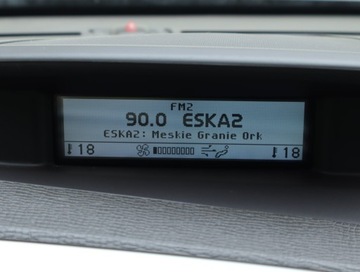 FM2
90.0 ESKA2
ESKA2: Meskie Granie Ork
18 18